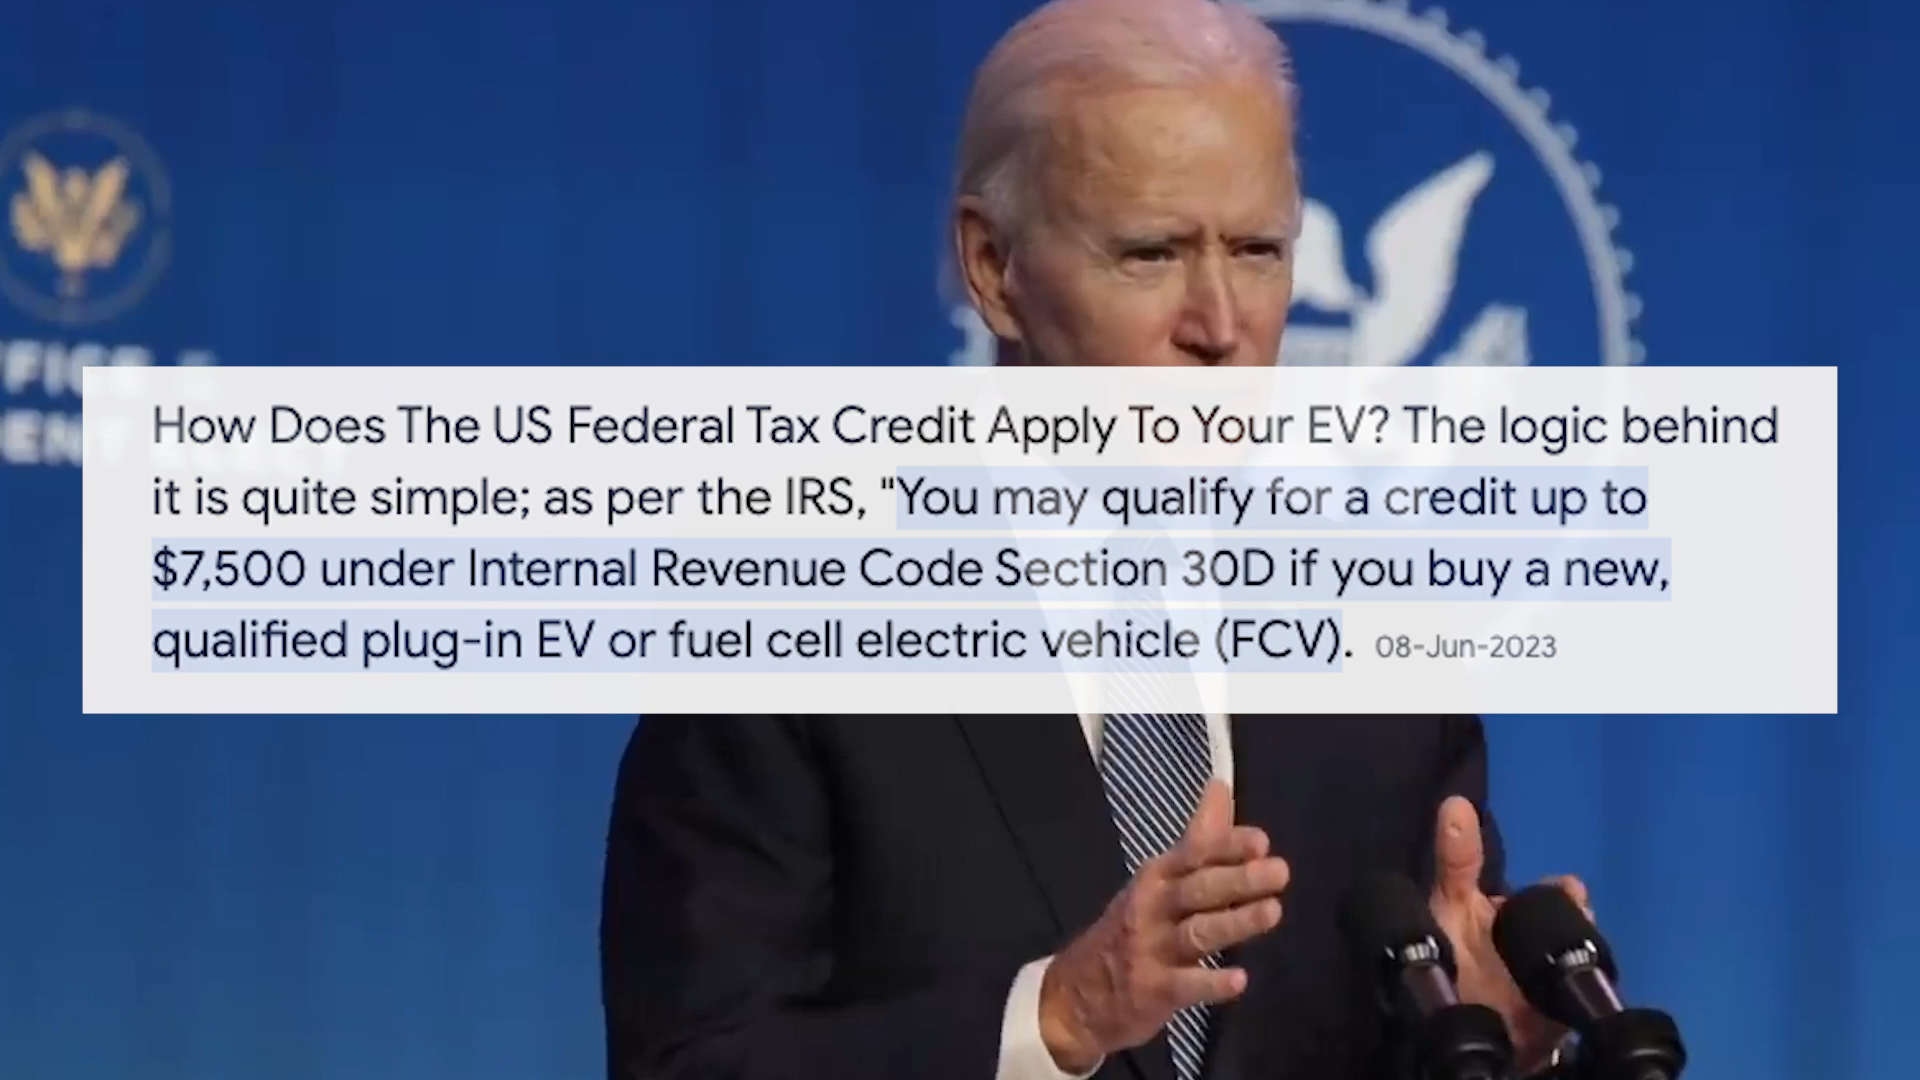 How Does The US Federal Tax Credit Apply To Your EV? The logic behind
it is quite simple; as per the IRS, "You may qualify for a credit up to
$7,500 under Internal Revenue Code Section 30D if you buy a new,
qualified plug-in EV or fuel cell electric vehicle (FCV). 08-Jun-2023